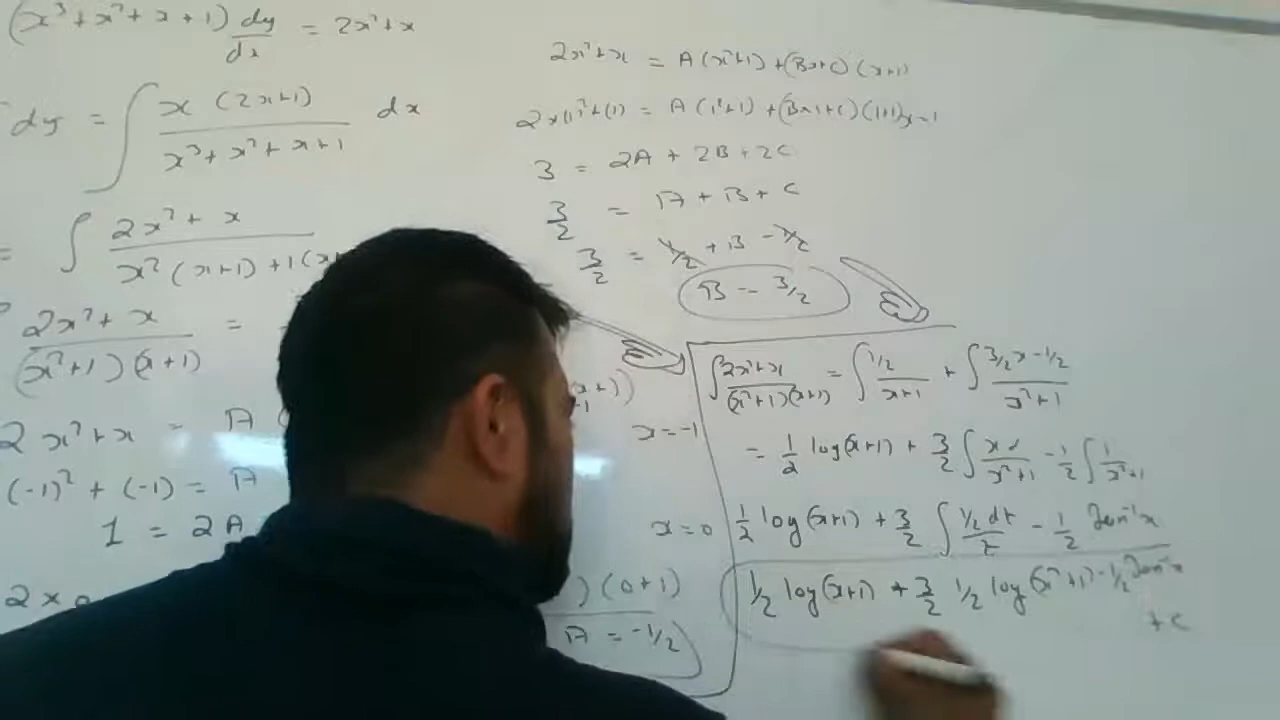 (x³+x²+x+1) dy/dx = 2x²+x
dy = ∫ x(2x+1)/(x³+x²+x+1) dx
= ∫ (2x²+x)/(x²(x+1)+1(x+
(2x²+x)/((x²+1)(x+1)) =
2x²+x = A
(-1)² + (-1) = A
1 = 2A
2x
x=-1
x=0
)(0+1)
A = -1/2
2x²+x = A(x²+1)+(Bx+C)(x+1)
2x(1)²+(1) = A(1²+1)+(Bx1+C)(1+1) x=1
3 = 2A + 2B + 2C
3/2 = A + B + C
3/2 = 1/2 + B - 1/2
B = 3/2
∫ (2x²+x)/((x²+1)(x+1)) = ∫ (1/2)/(x+1) + ∫ (3/2x-1/2)/(x²+1)
= 1/2 log(x+1) + 3/2 ∫ x/(x²+1) - 1/2 ∫ 1/(x²+1)
1/2 log(x+1) + 3/2 ∫ (1/2 dt)/t - 1/2 Tan⁻¹x
1/2 log(x+1) + 3/2 1/2 log(x²+1) - 1/2 Tan⁻¹x
+ C